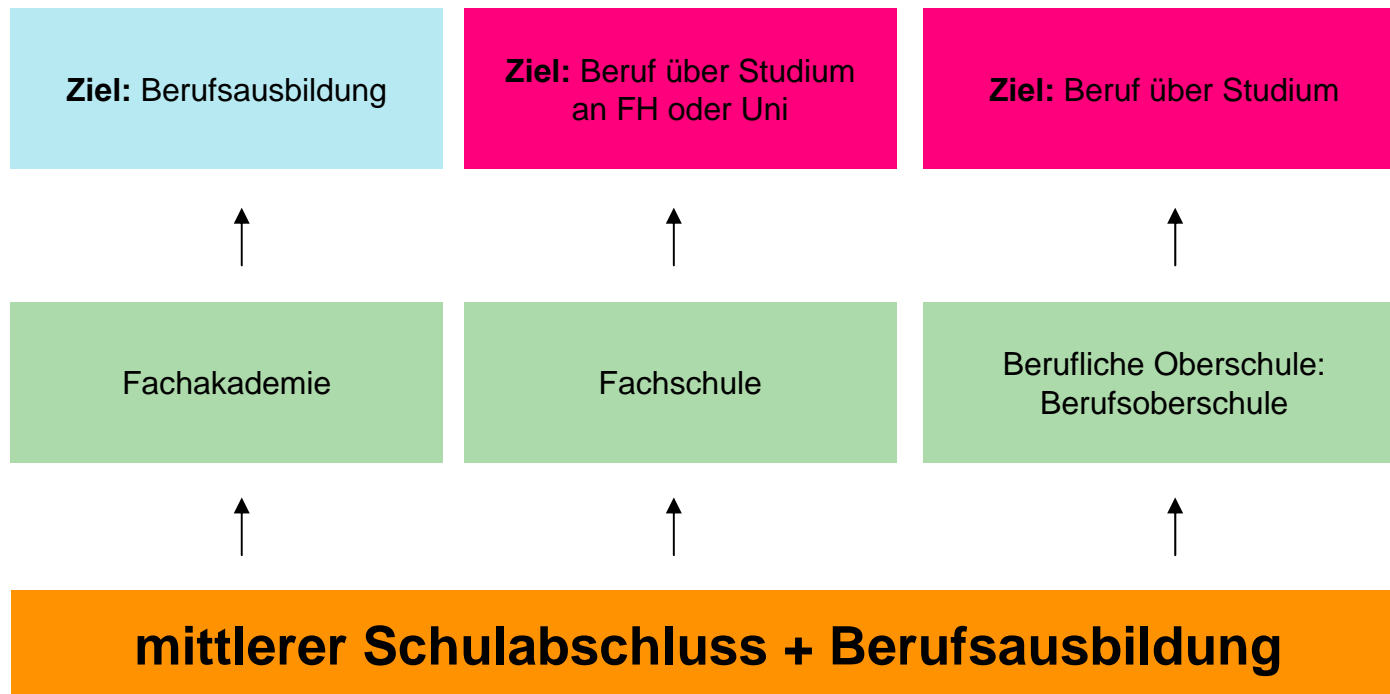 Ziel: Berufsausbildung
Ziel: Beruf über Studium
an FH oder Uni
Ziel: Beruf über Studium
Fachakademie
Fachschule
Berufliche Oberschule:
Berufsoberschule
mittlerer Schulabschluss + Berufsausbildung